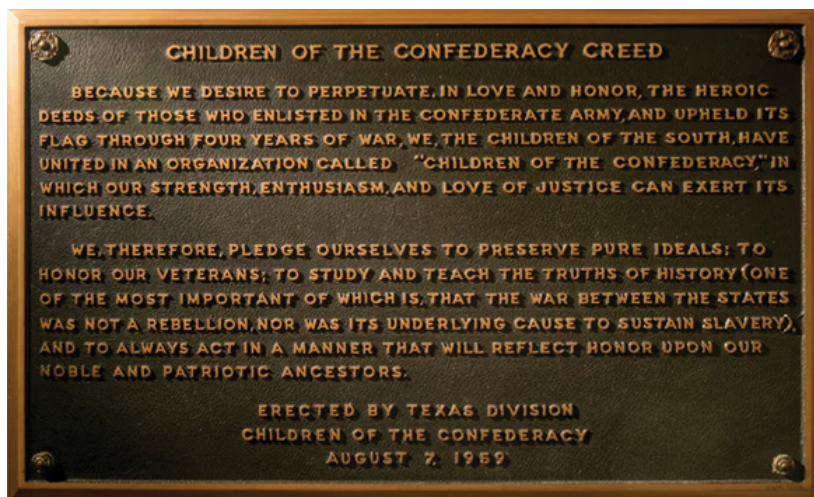 CHILDREN OF THE CONFEDERACY CREED
BECAUSE WE DESIRE TO PERPETUATE, IN LOVE AND HONOR, THE HEROIC
DEEDS OF THOSE WHO ENLISTED IN THE CONFEDERATE ARMY, AND UPHELD ITS
FLAG THROUGH FOUR YEARS OF WAR, WE, THE CHILDREN OF THE SOUTH, HAVE
UNITED IN AN ORGANIZATION CALLED "CHILDREN OF THE CONFEDERACY," IN
WHICH OUR STRENGTH, ENTHUSIASM, AND LOVE OF JUSTICE CAN EXERT ITS
INFLUENCE.
WE, THEREFORE, PLEDGE OURSELVES TO PRESERVE PURE IDEALS; TO
HONOR OUR VETERANS; TO STUDY AND TEACH THE TRUTHS OF HISTORY (ONE
OF THE MOST IMPORTANT OF WHICH IS, THAT THE WAR BETWEEN THE STATES
WAS NOT A REBELLION, NOR WAS ITS UNDERLYING CAUSE TO SUSTAIN SLAVERY),
AND TO ALWAYS ACT IN A MANNER THAT WILL REFLECT HONOR UPON OUR
NOBLE AND PATRIOTIC ANCESTORS.
ERECTED BY TEXAS DIVISION
CHILDREN OF THE CONFEDERACY
AUGUST 7, 1959